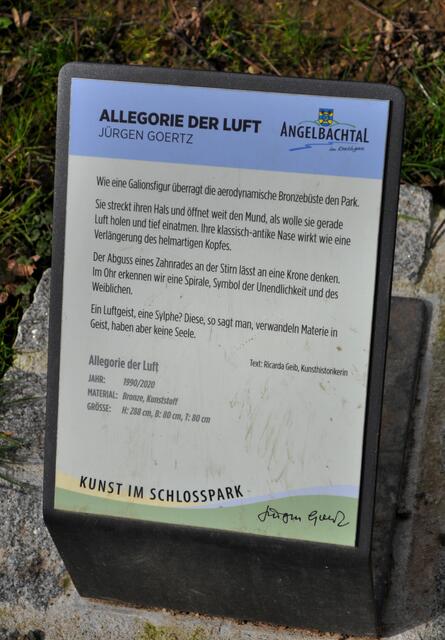 ALLEGORIE DER LUFT
JÜRGEN GOERTZ
ANGELBACHTAL
im Kraichgau
Wie eine Galionsfigur überragt die aerodynamische Bronzebüste den Park.
Sie streckt ihren Hals und öffnet weit den Mund, als wolle sie gerade
Luft holen und tief einatmen. Ihre klassisch-antike Nase wirkt wie eine
Verlängerung des helmartigen Kopfes.
Der Abguss eines Zahnrades an der Stirn lässt an eine Krone denken.
Im Ohr erkennen wir eine Spirale, Symbol der Unendlichkeit und des
Weiblichen.
Ein Luftgeist, eine Sylphe? Diese, so sagt man, verwandeln Materie in
Geist, haben aber keine Seele.
Text: Ricarda Geib, Kunsthistorikerin
Allegorie der Luft
JAHR: 1990/2020
MATERIAL: Bronze, Kunststoff
GRÖSSE: H: 288 cm, B: 80 cm, T: 80 cm
KUNST IM SCHLOSSPARK
Jürgen Goertz